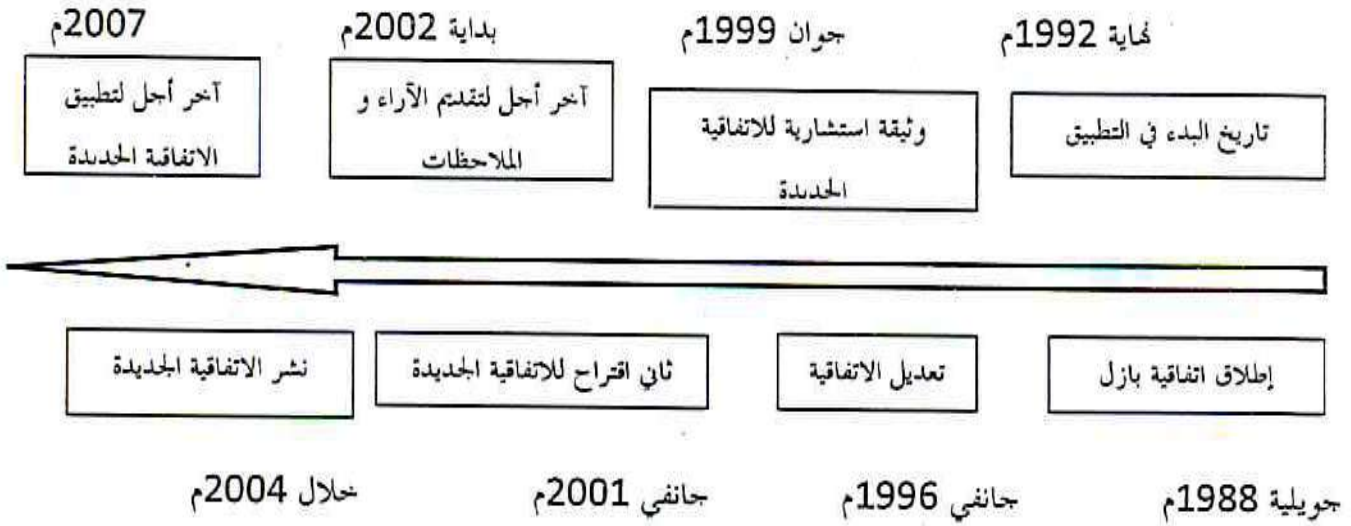 نهاية 1992م
جوان 1999م
بداية 2002م
2007م
تاريخ البدء في التطبيق
وثيقة استشارية للاتفاقية
الجديدة
آخر أجل لتقديم الآراء و
الملاحظات
آخر أجل لتطبيق
الاتفاقية الجديدة
إطلاق اتفاقية بازل
تعديل الاتفاقية
ثاني اقتراح للاتفاقية الجديدة
نشر الاتفاقية الجديدة
جويلية 1988م
جانفي 1996م
جانفي 2001م
خلال 2004م